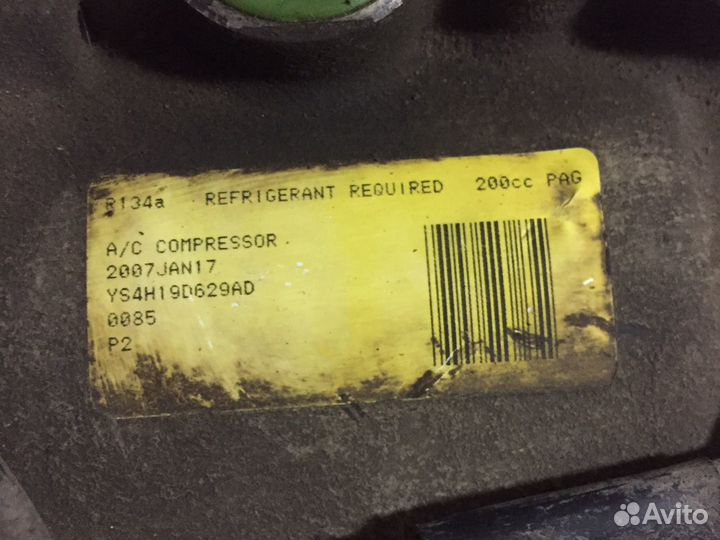 R134a REFRIGERANT REQUIRED 200cc PAG
A/C COMPRESSOR
2007JAN17
YS4H19D629AD
0085
P2
Avito